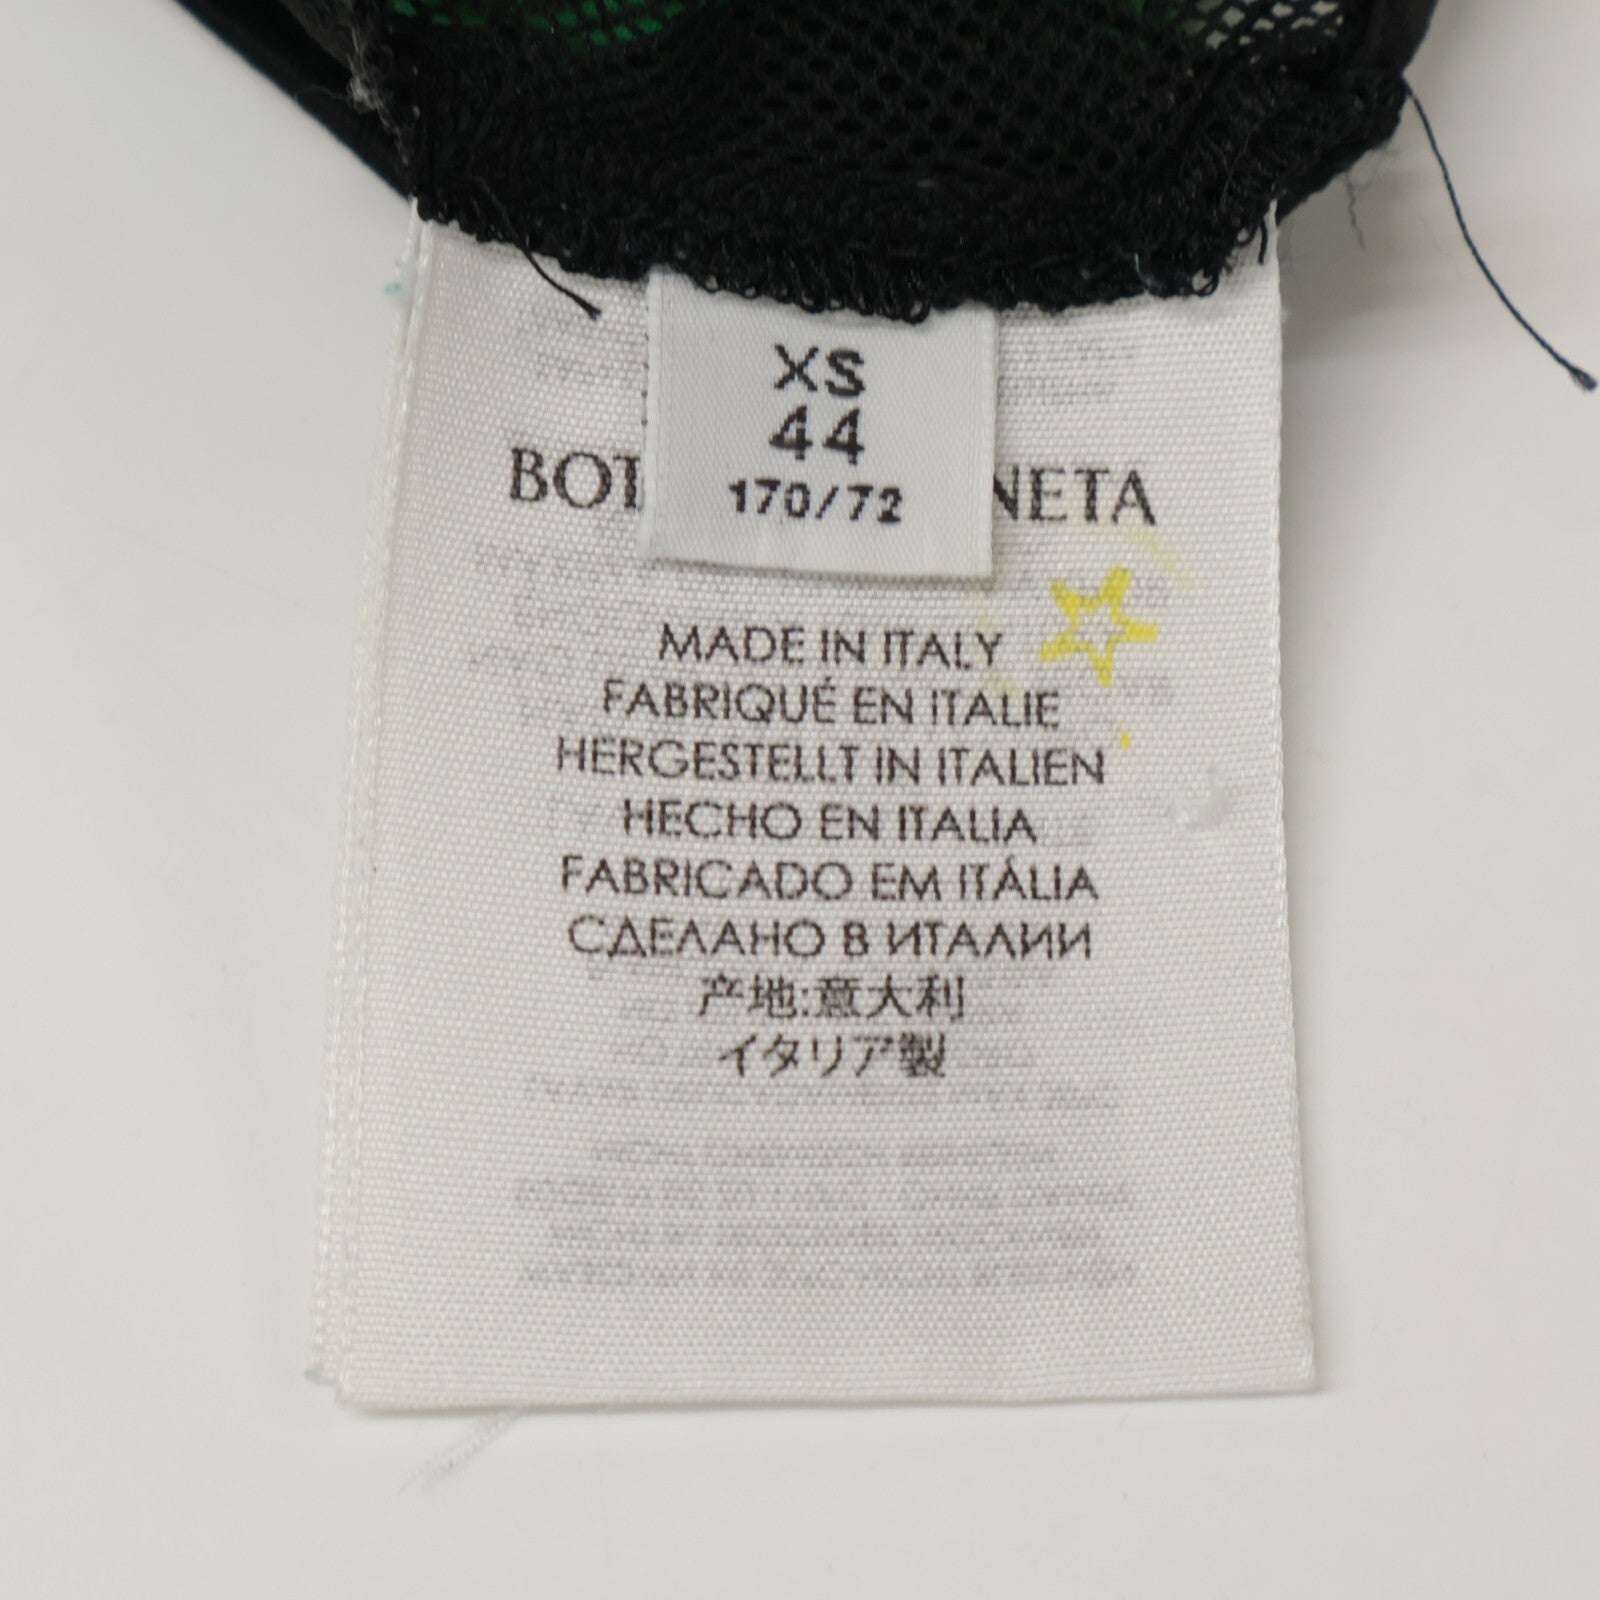 XS
44
170/72
BOT NETA
MADE IN ITALY
FABRIQUÉ EN ITALIE
HERGESTELLT IN ITALIEN
HECHO EN ITALIA
FABRICADO EM ITÁLIA
СДЕЛАНО В ИТАЛИИ
产地:意大利
イタリア製